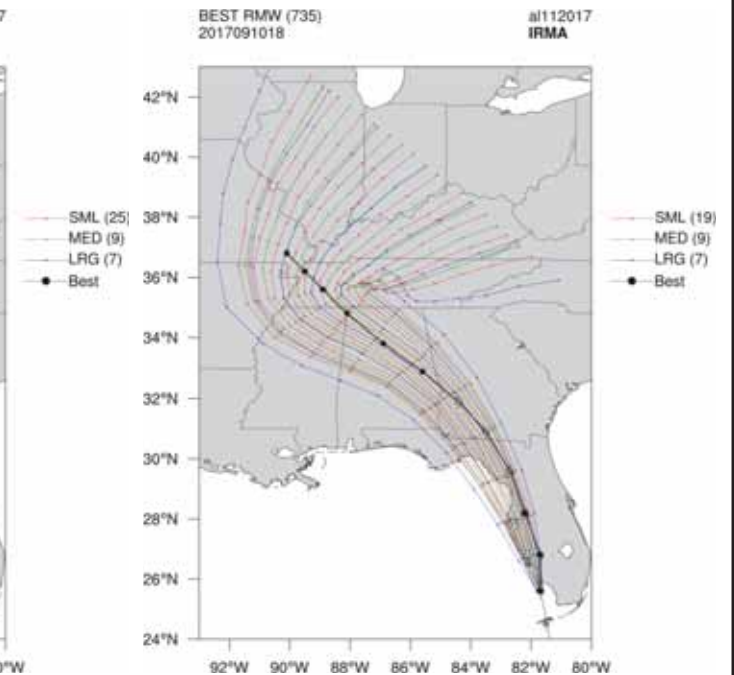 7
BEST RMW (735)
al112017
2017091018
IRMA
42°N
40°N
38°N
36°N
34°N
32°N
30°N
28°N
26°N
24°N
SML (25)
MED (9)
LRG (7)
Best
SML (19)
MED (9)
LRG (7)
Best
0°W
92°W 90°W 88°W 86°W 84°W 82°W 80°W